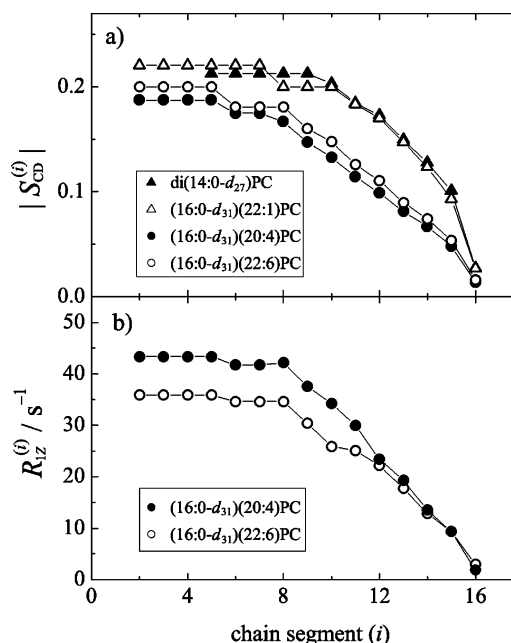 a)
0.2
0.1
0.0
|S_CD^(i)|
di(14:0-d₂₇)PC
(16:0-d₃₁)(22:1)PC
(16:0-d₃₁)(20:4)PC
(16:0-d₃₁)(22:6)PC
b)
50
40
30
20
10
0
R_1Z^(i) / s⁻¹
(16:0-d₃₁)(20:4)PC
(16:0-d₃₁)(22:6)PC
0 4 8 12 16
chain segment (i)